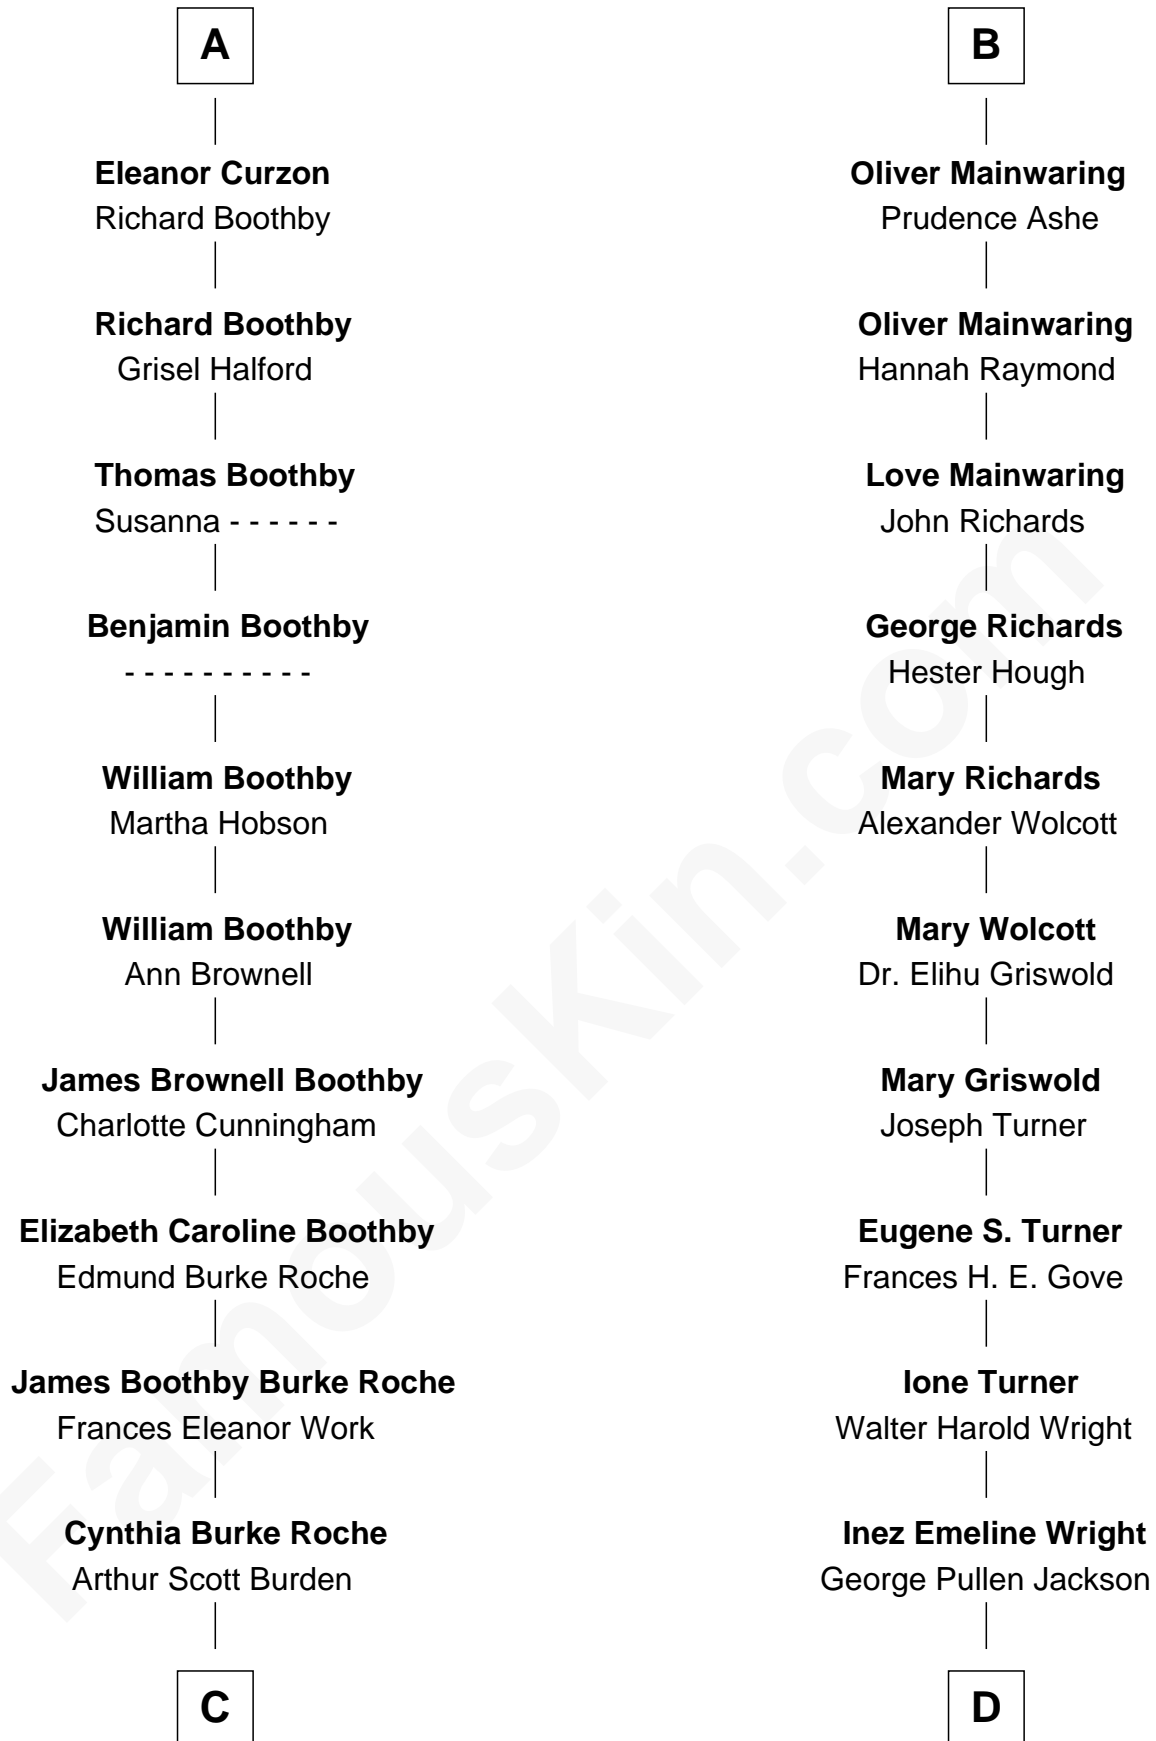 A
Eleanor Curzon
Richard Boothby
Richard Boothby
Grisel Halford
Thomas Boothby
Susanna - - - - - -
Benjamin Boothby
- - - - - - - - - -
William Boothby
Martha Hobson
William Boothby
Ann Brownell
James Brownell Boothby
Charlotte Cunningham
Elizabeth Caroline Boothby
Edmund Burke Roche
James Boothby Burke Roche
Frances Eleanor Work
Cynthia Burke Roche
Arthur Scott Burden
C
B
Oliver Mainwaring
Prudence Ashe
Oliver Mainwaring
Hannah Raymond
Love Mainwaring
John Richards
George Richards
Hester Hough
Mary Richards
Alexander Wolcott
Mary Wolcott
Dr. Elihu Griswold
Mary Griswold
Joseph Turner
Eugene S. Turner
Frances H. E. Gove
Ione Turner
Walter Harold Wright
Inez Emeline Wright
George Pullen Jackson
D
FamousKin.com